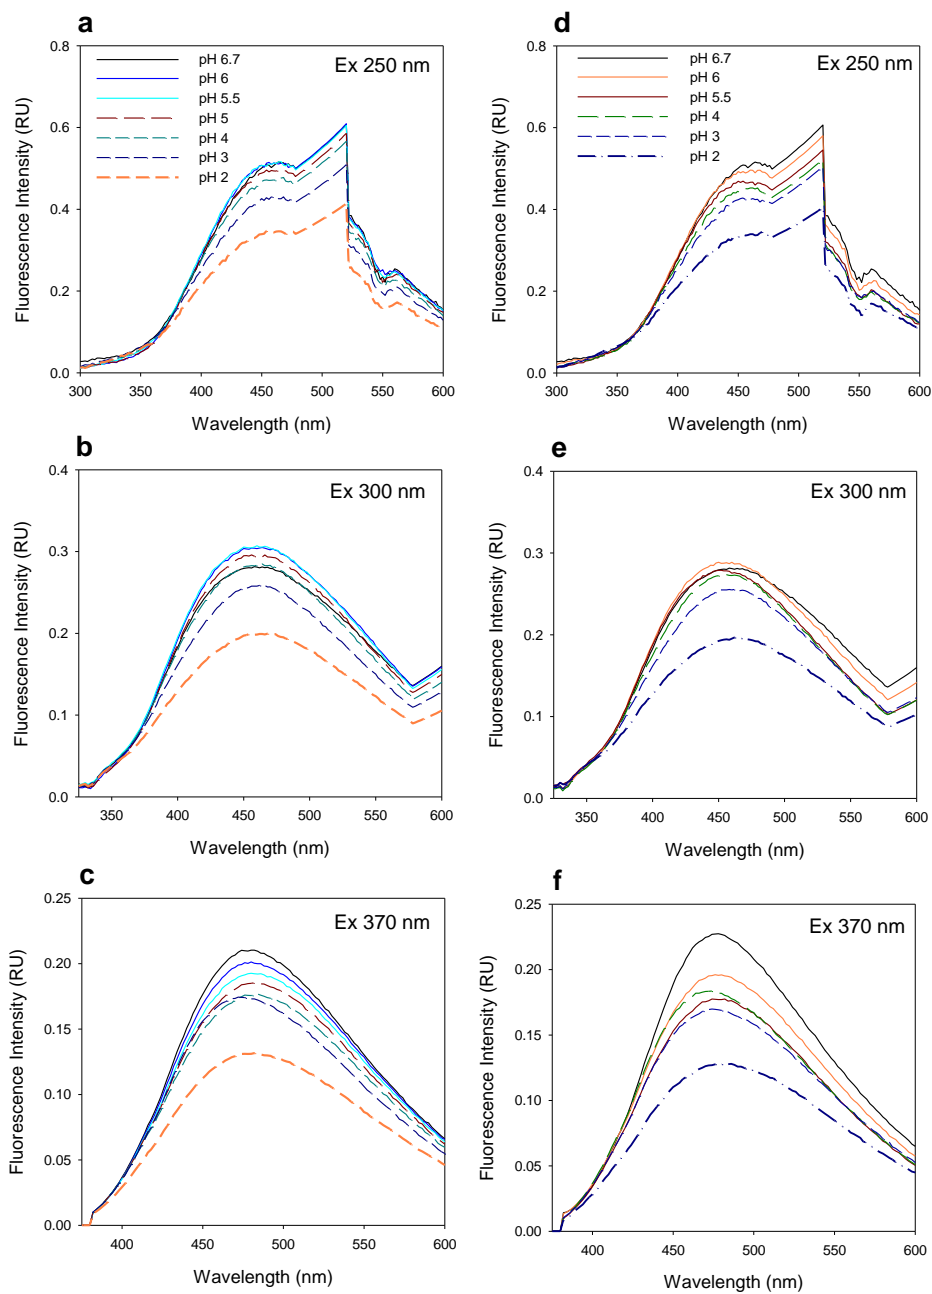 a
Ex 250 nm
pH 6.7
pH 6
pH 5.5
pH 5
pH 4
pH 3
pH 2
Fluorescence Intensity (RU)
0.8
0.6
0.4
0.2
0.0
300 350 400 450 500 550 600
Wavelength (nm)
d
Ex 250 nm
pH 6.7
pH 6
pH 5.5
pH 4
pH 3
pH 2
Fluorescence Intensity (RU)
0.8
0.6
0.4
0.2
0.0
300 350 400 450 500 550 600
Wavelength (nm)
b
Ex 300 nm
Fluorescence Intensity (RU)
0.4
0.3
0.2
0.1
0.0
350 400 450 500 550 600
Wavelength (nm)
e
Ex 300 nm
Fluorescence Intensity (RU)
0.4
0.3
0.2
0.1
0.0
350 400 450 500 550 600
Wavelength (nm)
c
Ex 370 nm
Fluorescence Intensity (RU)
0.25
0.20
0.15
0.10
0.05
0.00
400 450 500 550 600
Wavelength (nm)
f
Ex 370 nm
Fluorescence Intensity (RU)
0.25
0.20
0.15
0.10
0.05
0.00
400 450 500 550 600
Wavelength (nm)